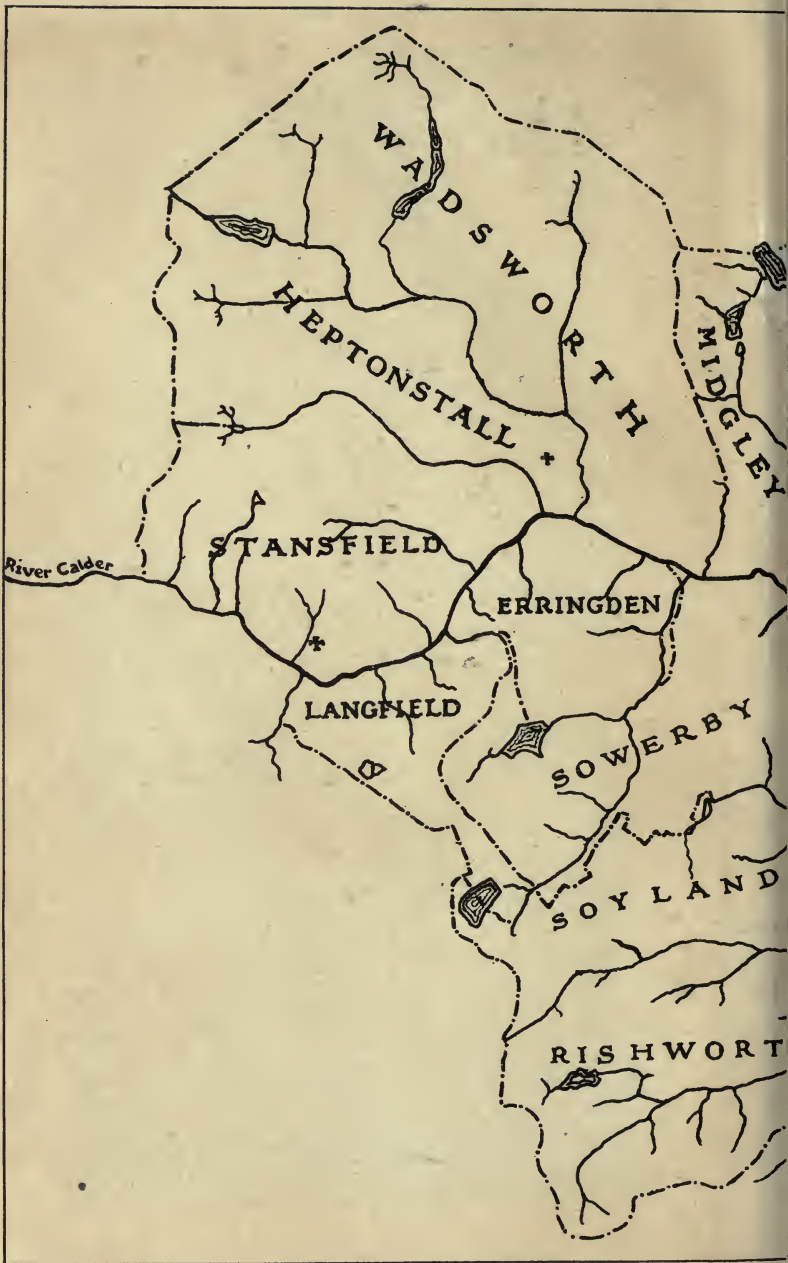 WADSWORTH
HEPTONSTALL
MIDGLEY
STANSFIELD
River Calder
ERRINGDEN
LANGFIELD
SOWERBY
SOYLAND
RISHWORT